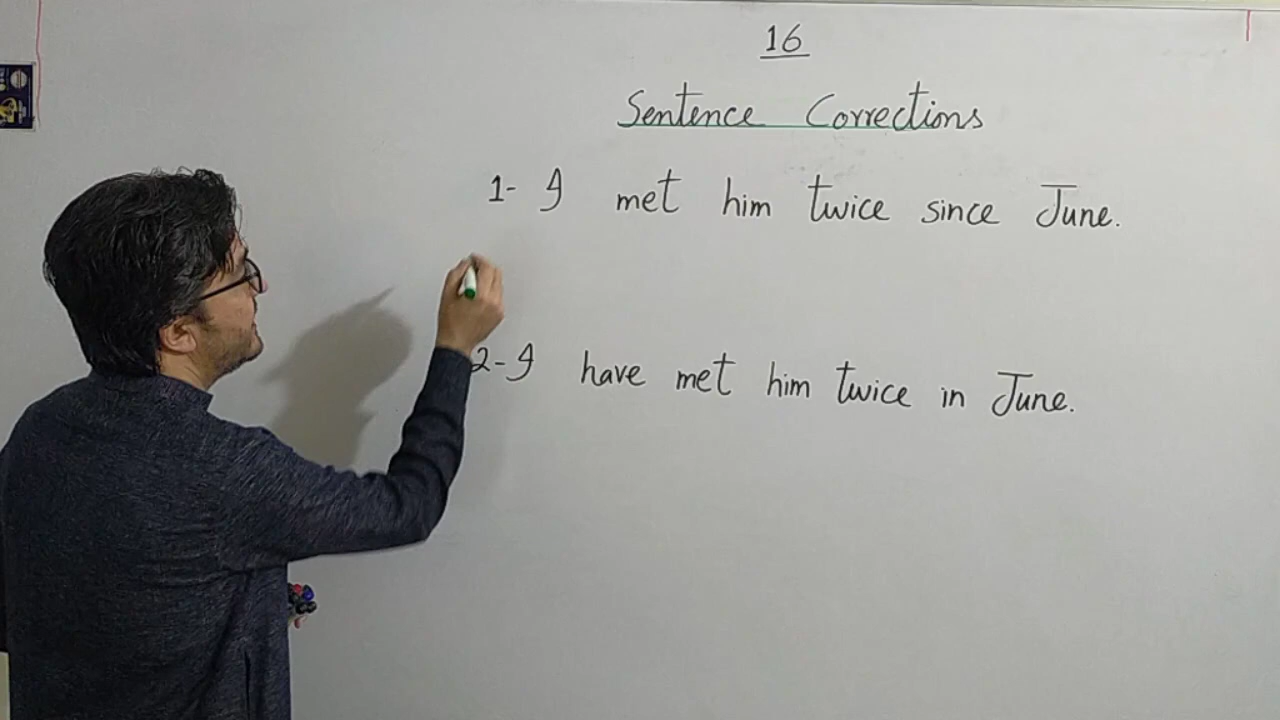 16
Sentence Corrections
1- I met him twice since June.
2- I have met him twice in June.